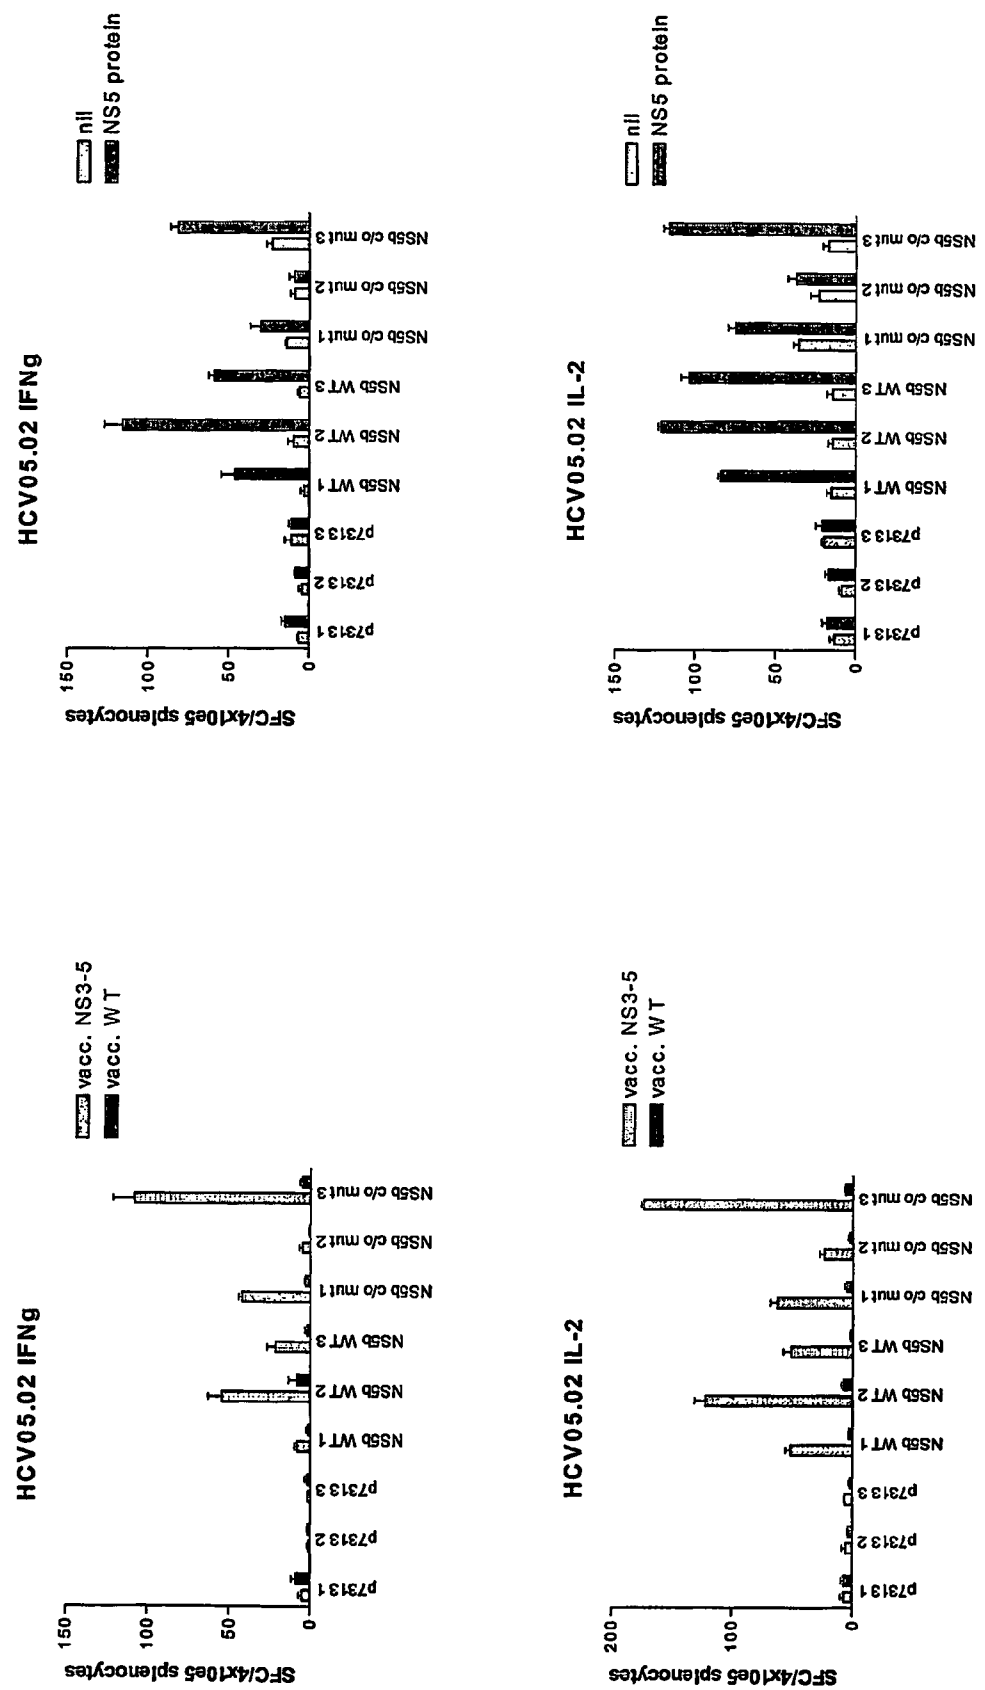 HCV05.02 IFNg
vacc. NS3-5
vacc. WT
SFC/4x10e5 splenocytes
150
100
50
0
p7313 1
p7313 2
p7313 3
NS5b WT 1
NS5b WT 2
NS5b WT 3
NS5b c/o mut 1
NS5b c/o mut 2
NS5b c/o mut 3
HCV05.02 IFNg
nil
NS5 protein
SFC/4x10e5 splenocytes
150
100
50
0
p7313 1
p7313 2
p7313 3
NS5b WT 1
NS5b WT 2
NS5b WT 3
NS5b c/o mut 1
NS5b c/o mut 2
NS5b c/o mut 3
HCV05.02 IL-2
vacc. NS3-5
vacc. WT
SFC/4x10e5 splenocytes
200
100
0
p7313 1
p7313 2
p7313 3
NS5b WT 1
NS5b WT 2
NS5b WT 3
NS5b c/o mut 1
NS5b c/o mut 2
NS5b c/o mut 3
HCV05.02 IL-2
nil
NS5 protein
SFC/4x10e5 splenocytes
150
100
50
0
p7313 1
p7313 2
p7313 3
NS5b WT 1
NS5b WT 2
NS5b WT 3
NS5b c/o mut 1
NS5b c/o mut 2
NS5b c/o mut 3